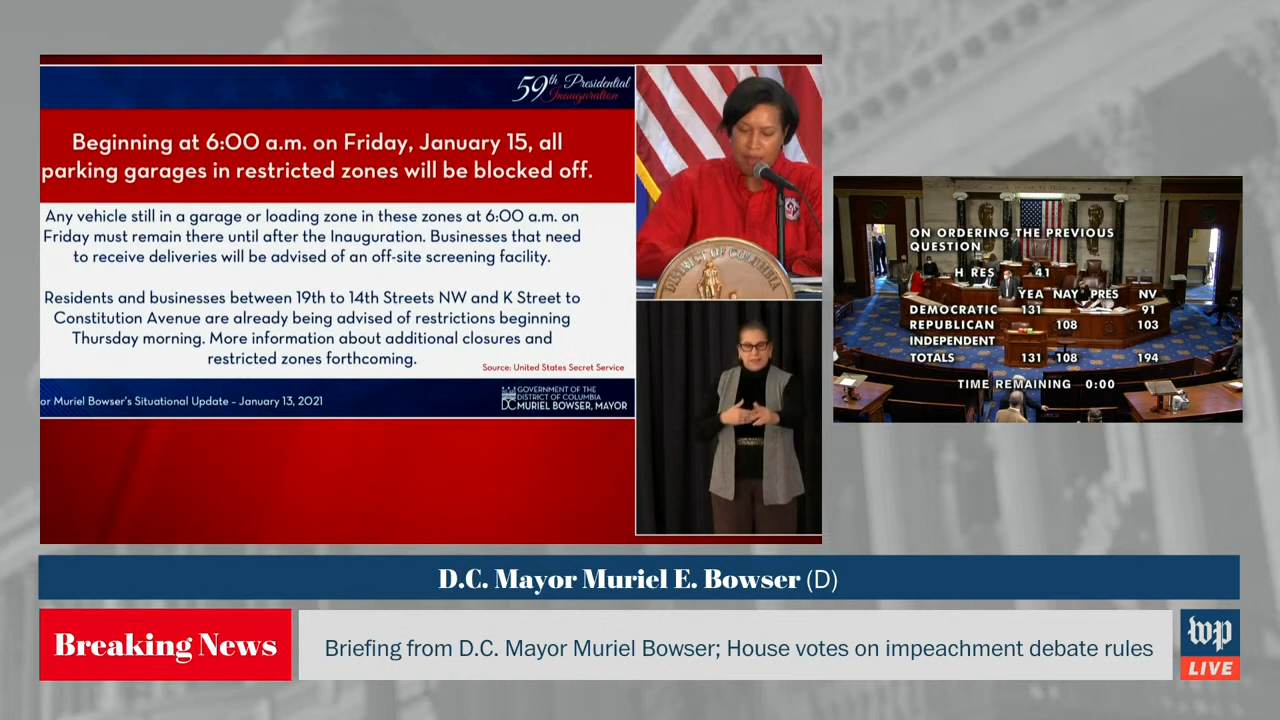 59th Presidential
Inauguration
Beginning at 6:00 a.m. on Friday, January 15, all
parking garages in restricted zones will be blocked off.
Any vehicle still in a garage or loading zone in these zones at 6:00 a.m. on
Friday must remain there until after the Inauguration. Businesses that need
to receive deliveries will be advised of an off-site screening facility.
Residents and businesses between 19th to 14th Streets NW and K Street to
Constitution Avenue are already being advised of restrictions beginning
Thursday morning. More information about additional closures and
restricted zones forthcoming.
Source: United States Secret Service
or Muriel Bowser's Situational Update – January 13, 2021
GOVERNMENT OF THE
DISTRICT OF COLUMBIA
DC MURIEL BOWSER, MAYOR
DISTRICT OF COLUMBIA
ON ORDERING THE PREVIOUS
QUESTION
H RES 41
YEA NAY PRES NV
DEMOCRATIC 131 91
REPUBLICAN 108 103
INDEPENDENT
TOTALS 131 108 194
TIME REMAINING 0:00
D.C. Mayor Muriel E. Bowser (D)
Breaking News
Briefing from D.C. Mayor Muriel Bowser; House votes on impeachment debate rules
wp
LIVE